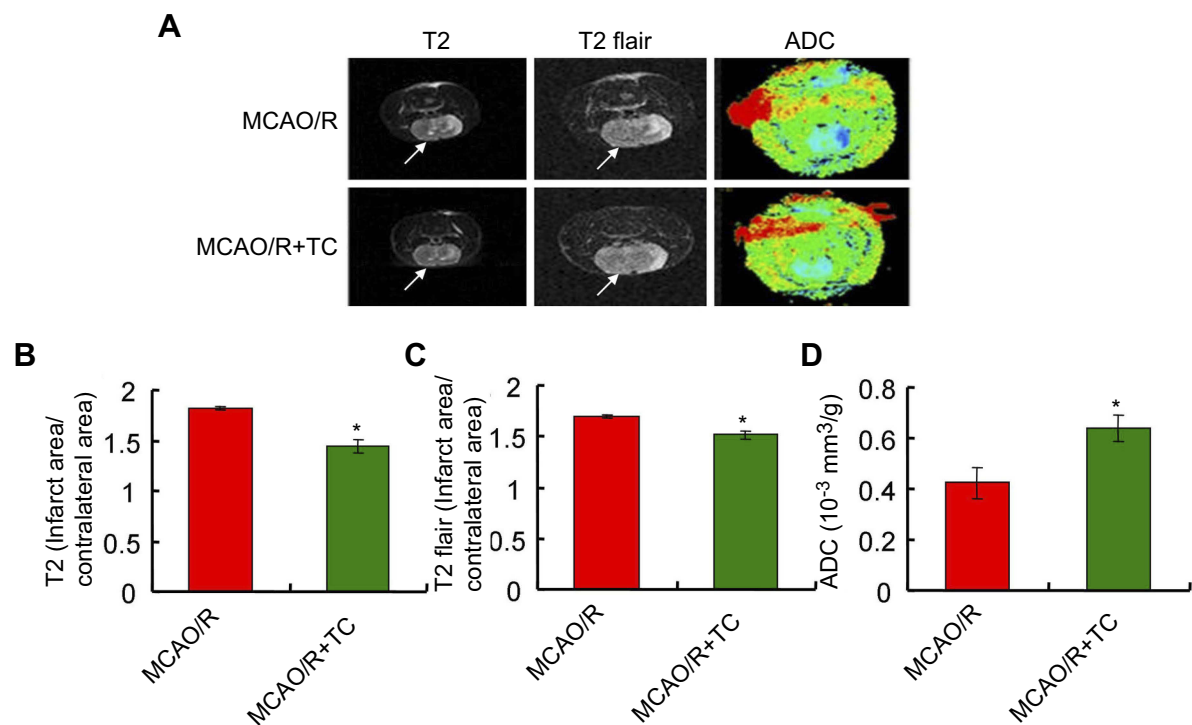 A
T2
T2 flair
ADC
MCAO/R
MCAO/R+TC
B
T2 (Infarct area/
contralateral area)
2
1.5
1
0.5
0
MCAO/R
MCAO/R+TC
*
C
T2 flair (Infarct area/
contralateral area)
2
1.5
1
0.5
0
MCAO/R
MCAO/R+TC
*
D
ADC (10⁻³ mm³/g)
0.8
0.6
0.4
0.2
0
MCAO/R
MCAO/R+TC
*